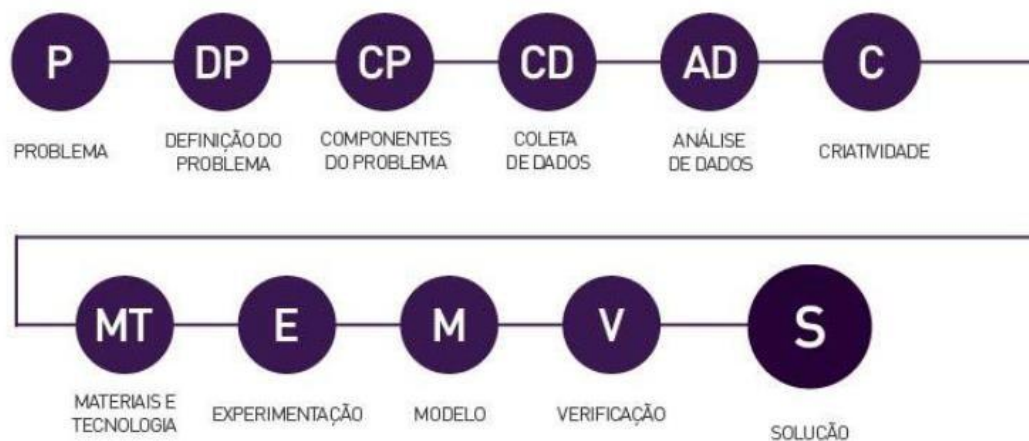 P
DP
CP
CD
AD
C
PROBLEMA
DEFINIÇÃO DO
PROBLEMA
COMPONENTES
DO PROBLEMA
COLETA
DE DADOS
ANÁLISE
DE DADOS
CRIATIVIDADE
MT
E
M
V
S
MATERIAIS E
TECNOLOGIA
EXPERIMENTAÇÃO
MODELO
VERIFICAÇÃO
SOLUÇÃO